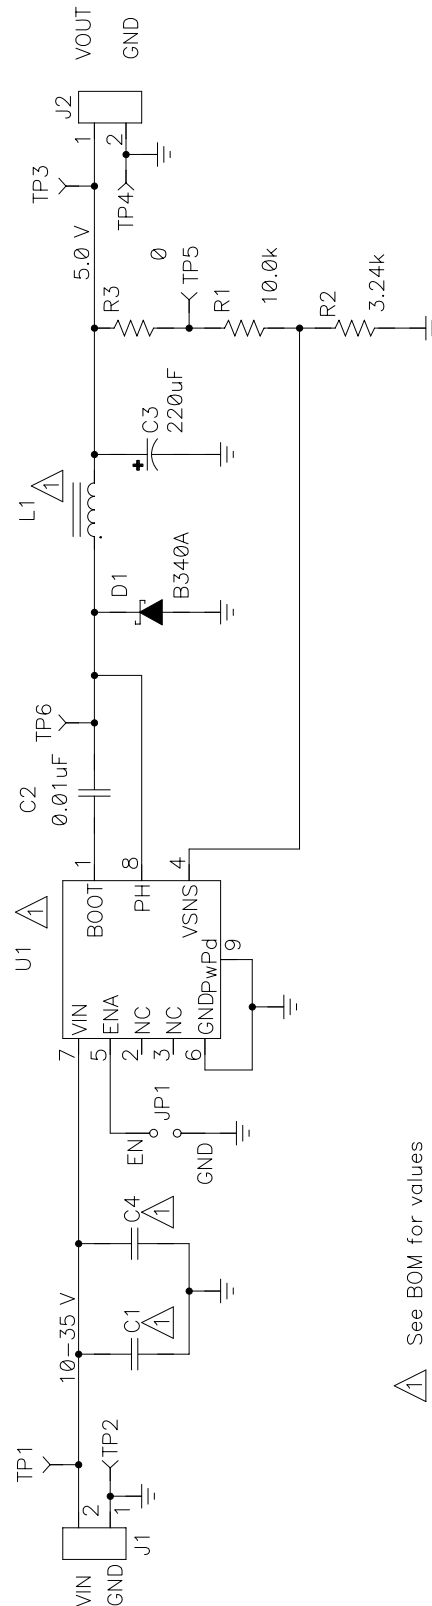 VIN
GND
J1
2
1
TP1
TP2
10-35 V
C1
1
C4
1
EN
JP1
GND
U1
1
7
VIN
5
ENA
2
NC
3
NC
6
GND
BOOT
1
PH
8
VSNS
4
PwPd
9
C2
0.01uF
TP6
D1
B340A
L1
1
C3
220uF
5.0 V
R3
0
TP5
R1
10.0k
R2
3.24k
TP3
TP4
J2
1
2
VOUT
GND
1 See BOM for values